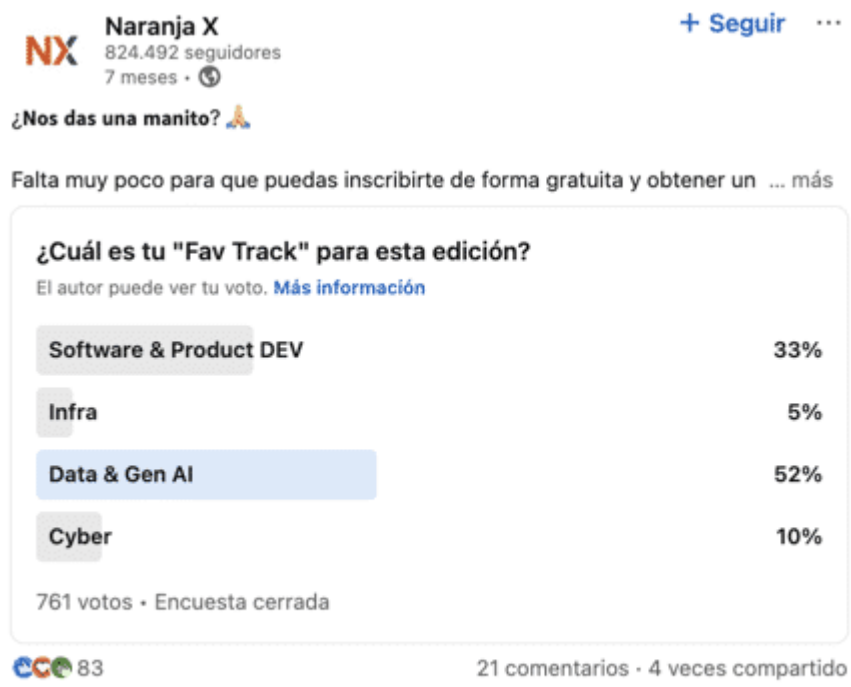 NX
Naranja X
+ Seguir ...
824.492 seguidores
7 meses •
¿Nos das una manito? 🙏
Falta muy poco para que puedas inscribirte de forma gratuita y obtener un ... más
¿Cuál es tu "Fav Track" para esta edición?
El autor puede ver tu voto. Más información
Software & Product DEV 33%
Infra 5%
Data & Gen AI 52%
Cyber 10%
761 votos • Encuesta cerrada
83 21 comentarios · 4 veces compartido